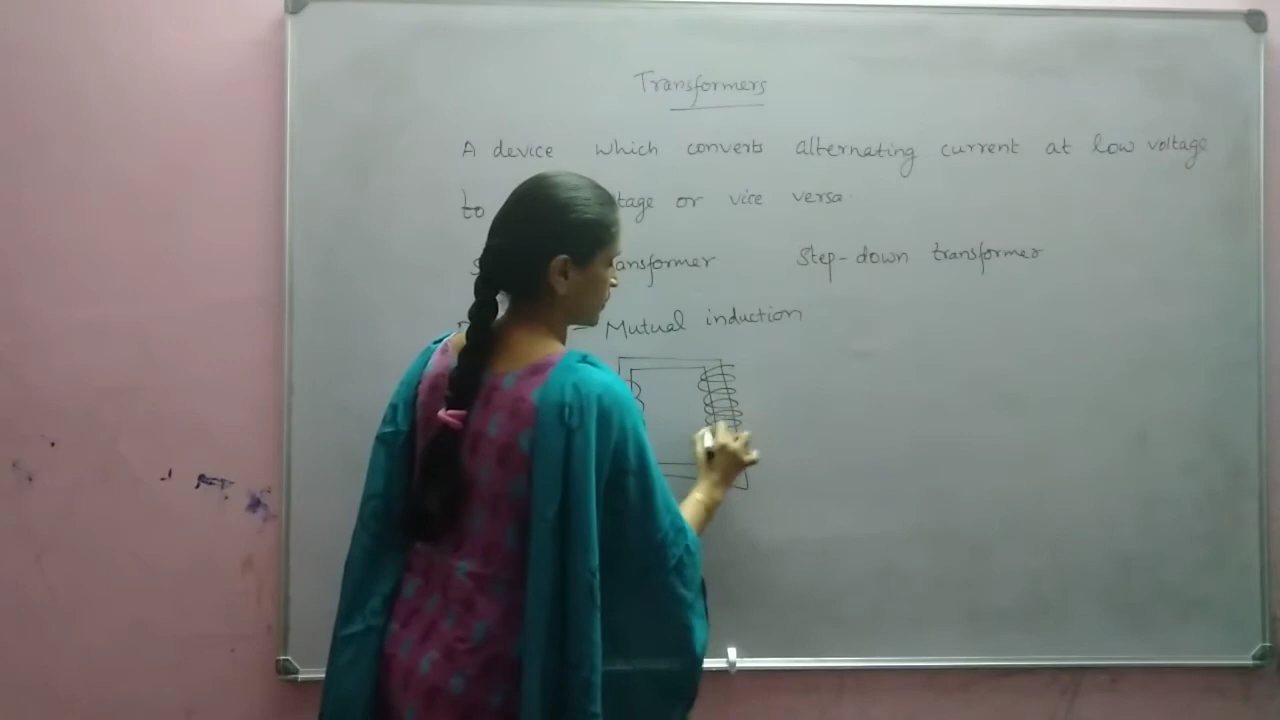 Transformers
A device which converts alternating current at low voltage
to tage or vice versa.
ansformer Step-down transformer
- Mutual induction